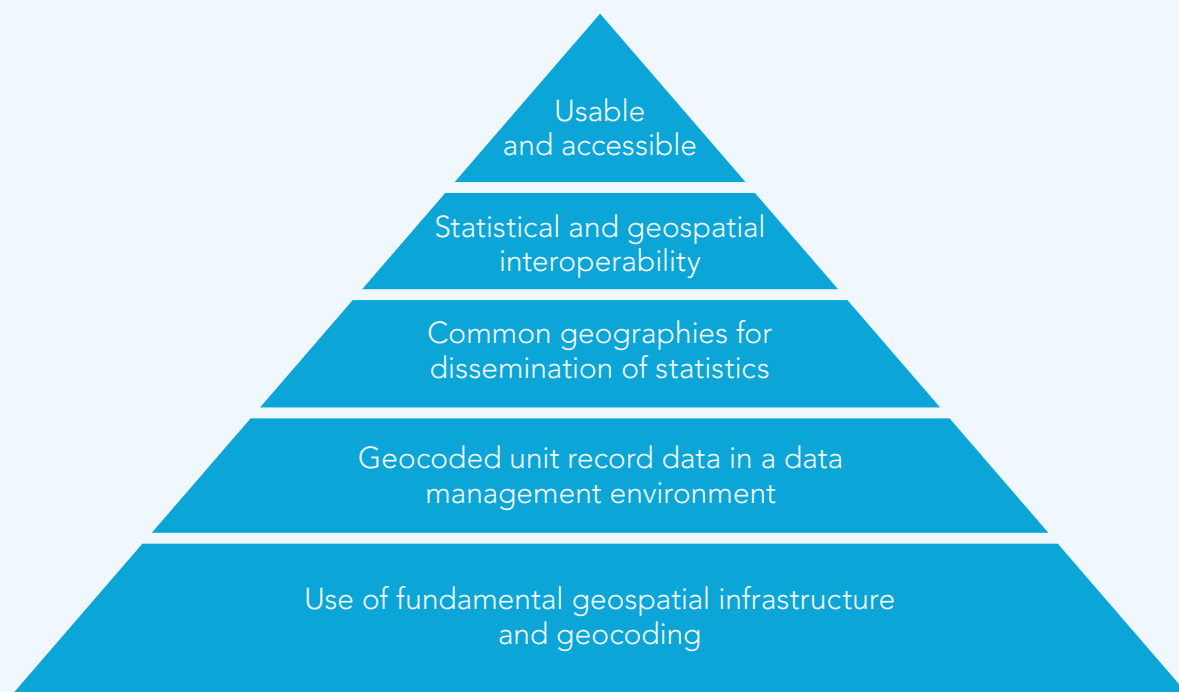 Usable
and accessible
Statistical and geospatial
interoperability
Common geographies for
dissemination of statistics
Geocoded unit record data in a data
management environment
Use of fundamental geospatial infrastructure
and geocoding